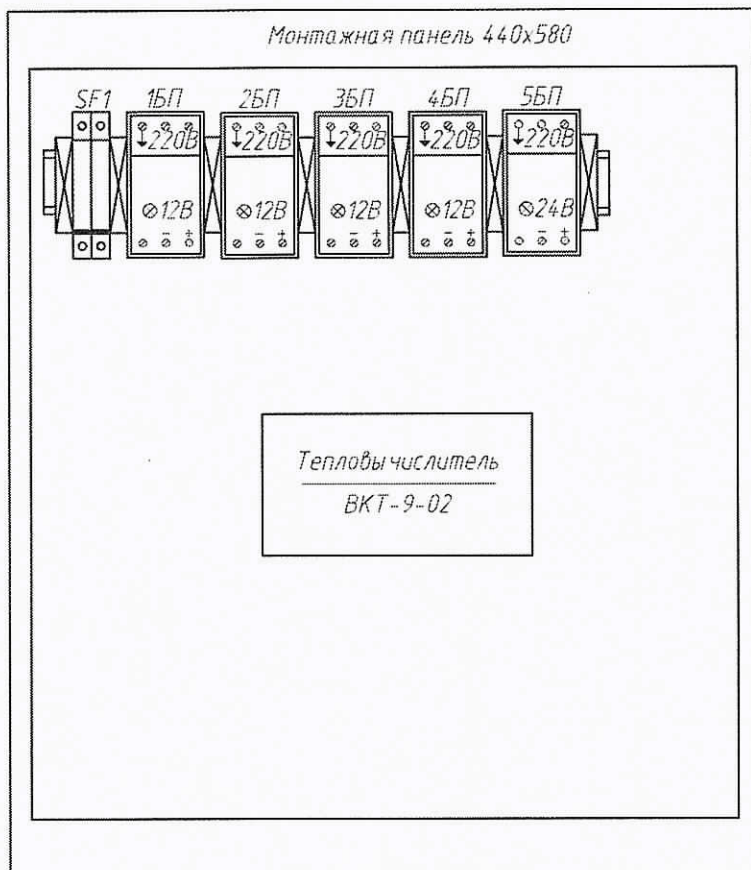 Монтажная панель 440х580
SF1 1БП 2БП 3БП 4БП 5БП
220В 220В 220В 220В 220В
12В 12В 12В 12В 24В
- + - + - + - + - +
Тепловычислитель
ВКТ-9-02